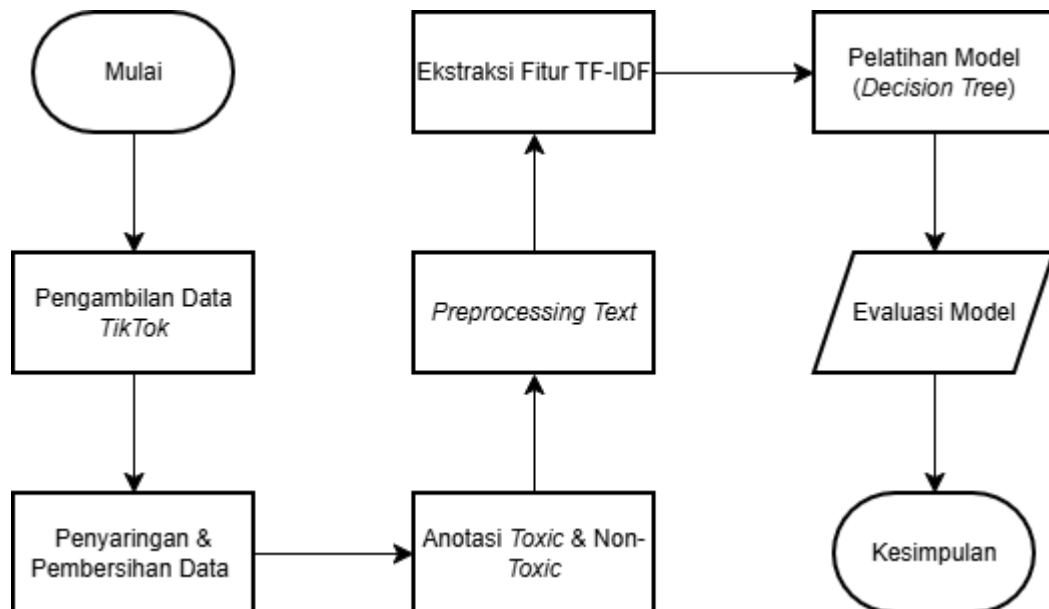 Mulai
Pengambilan Data
TikTok
Penyaringan &
Pembersihan Data
Anotasi Toxic & Non-
Toxic
Preprocessing Text
Ekstraksi Fitur TF-IDF
Pelatihan Model
(Decision Tree)
Evaluasi Model
Kesimpulan